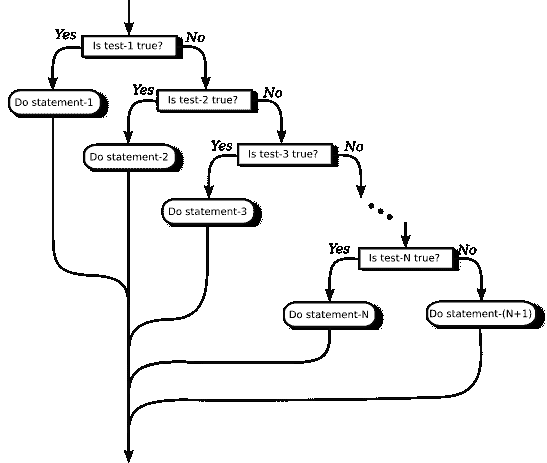 Yes
Is test-1 true?
No
Do statement-1
Yes
Is test-2 true?
No
Do statement-2
Yes
Is test-3 true?
No
Do statement-3
Yes
Is test-N true?
No
Do statement-N
Do statement-(N+1)